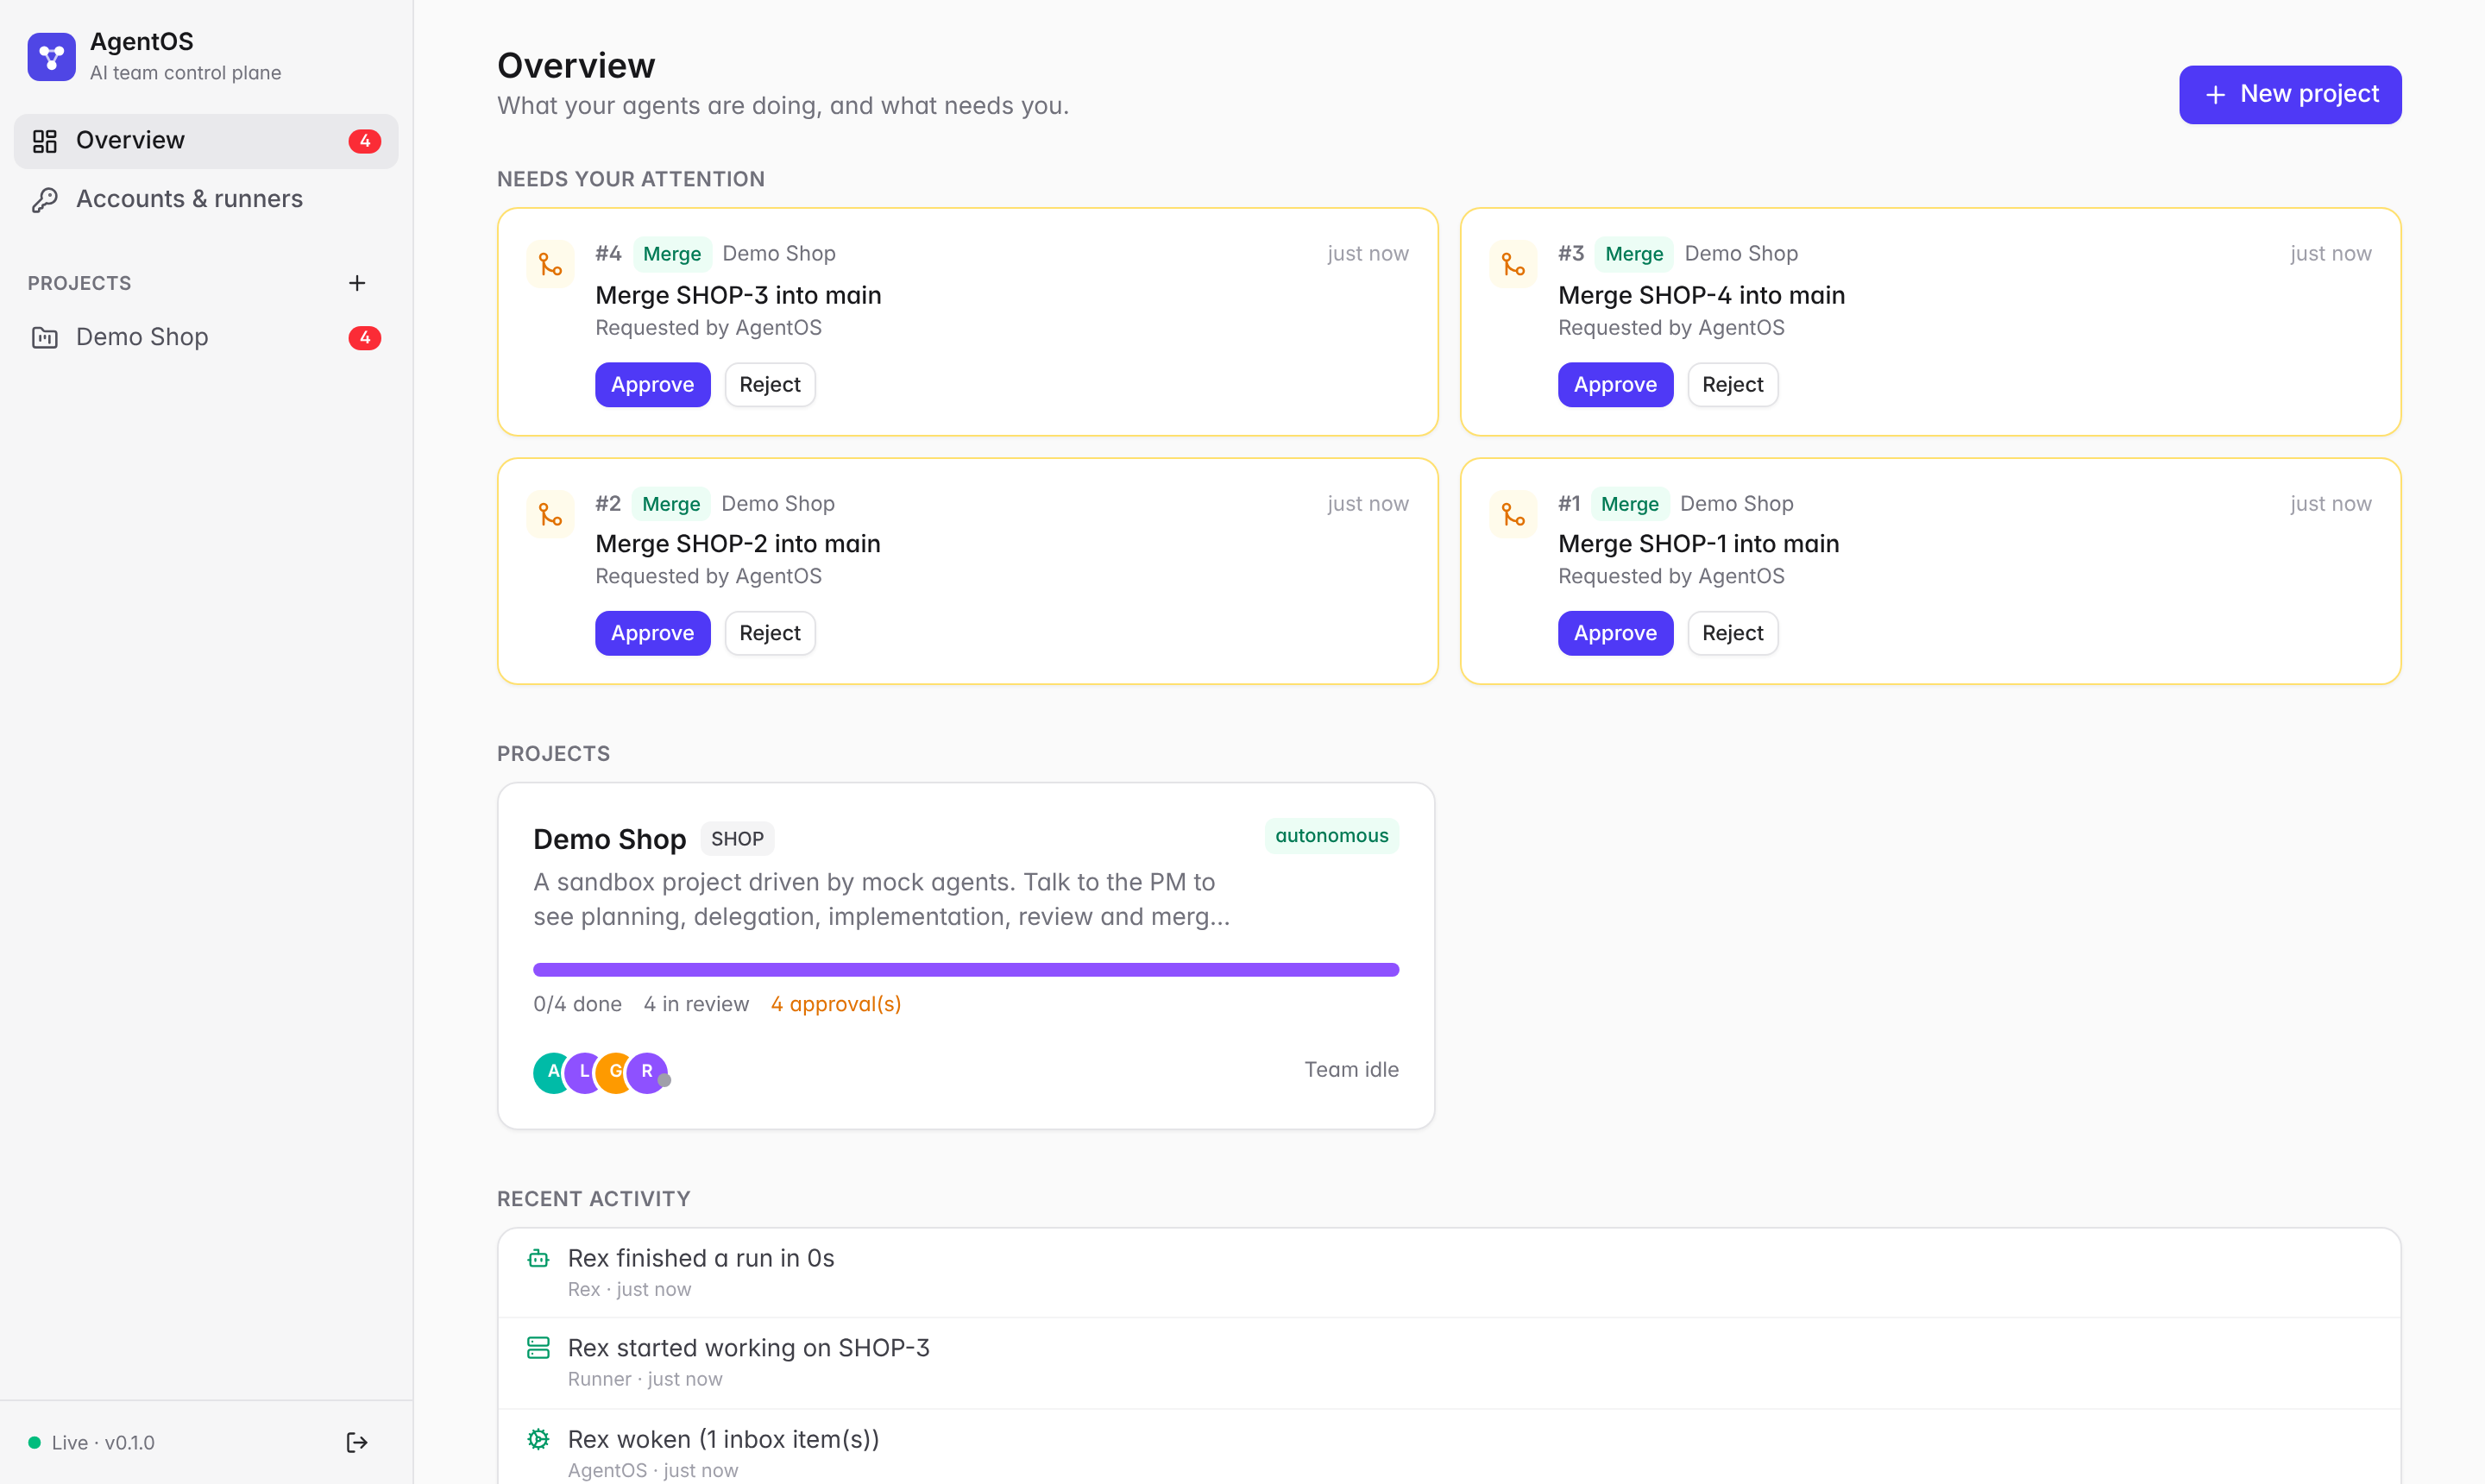 AgentOS
AI team control plane
Overview 4
Accounts & runners
PROJECTS
Demo Shop 4
Live · v0.1.0
Overview
What your agents are doing, and what needs you.
New project
NEEDS YOUR ATTENTION
#4 Merge Demo Shop just now
Merge SHOP-3 into main
Requested by AgentOS
Approve Reject
#3 Merge Demo Shop just now
Merge SHOP-4 into main
Requested by AgentOS
Approve Reject
#2 Merge Demo Shop just now
Merge SHOP-2 into main
Requested by AgentOS
Approve Reject
#1 Merge Demo Shop just now
Merge SHOP-1 into main
Requested by AgentOS
Approve Reject
PROJECTS
Demo Shop SHOP autonomous
A sandbox project driven by mock agents. Talk to the PM to
see planning, delegation, implementation, review and merg...
0/4 done 4 in review 4 approval(s)
A L G R Team idle
RECENT ACTIVITY
Rex finished a run in 0s
Rex · just now
Rex started working on SHOP-3
Runner · just now
Rex woken (1 inbox item(s))
AgentOS · just now